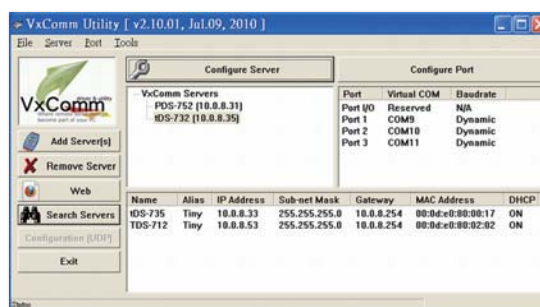 VxComm Utility [ v2.10.01, Jul.09, 2010 ]
File Server Port Tools
VxComm
driver & utility
Add Server(s)
Remove Server
Web
Search Servers
Configuration (UDP)
Exit
Configure Server
VxComm Servers
PDS-752 (10.0.8.31)
tDS-732 (10.0.8.35)
Configure Port
Port Virtual COM Baudrate
Port I/O Reserved N/A
Port 1 COM9 Dynamic
Port 2 COM10 Dynamic
Port 3 COM11 Dynamic
Name Alias IP Address Sub-net Mask Gateway MAC Address DHCP
tDS-735 Tiny 10.0.8.33 255.255.255.0 10.0.8.254 00:0d:e0:80:00:17 ON
TDS-712 Tiny 10.0.8.53 255.255.255.0 10.0.8.254 00:0d:e0:80:02:02 ON
Status